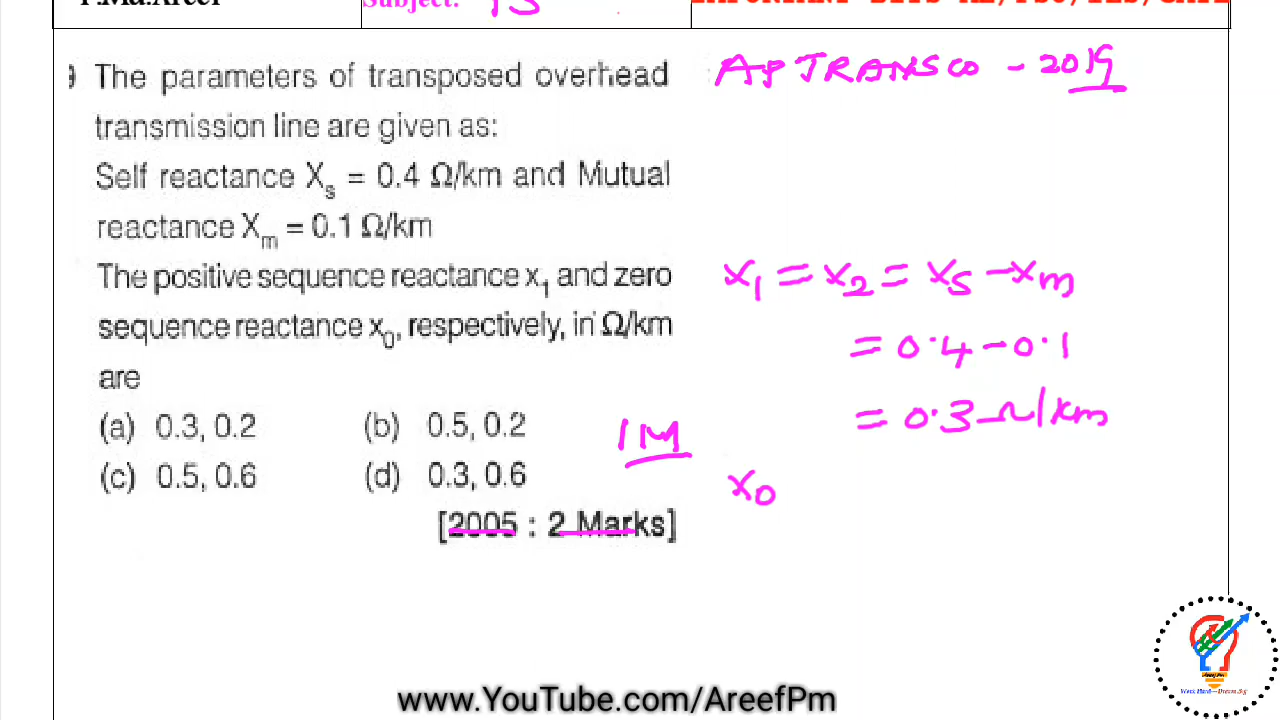 Subject: PS
9 The parameters of transposed overhead
transmission line are given as:
Self reactance Xs = 0.4 Ω/km and Mutual
reactance Xm = 0.1 Ω/km
The positive sequence reactance x1 and zero
sequence reactance x0, respectively, in Ω/km
are
(a) 0.3, 0.2 (b) 0.5, 0.2
(c) 0.5, 0.6 (d) 0.3, 0.6
[2005 : 2 Marks]
1M
AP TRANSCO - 2019
x1 = x2 = xs - xm
= 0.4 - 0.1
= 0.3 Ω/km
x0
www.YouTube.com/AreefPm
Areef Pm